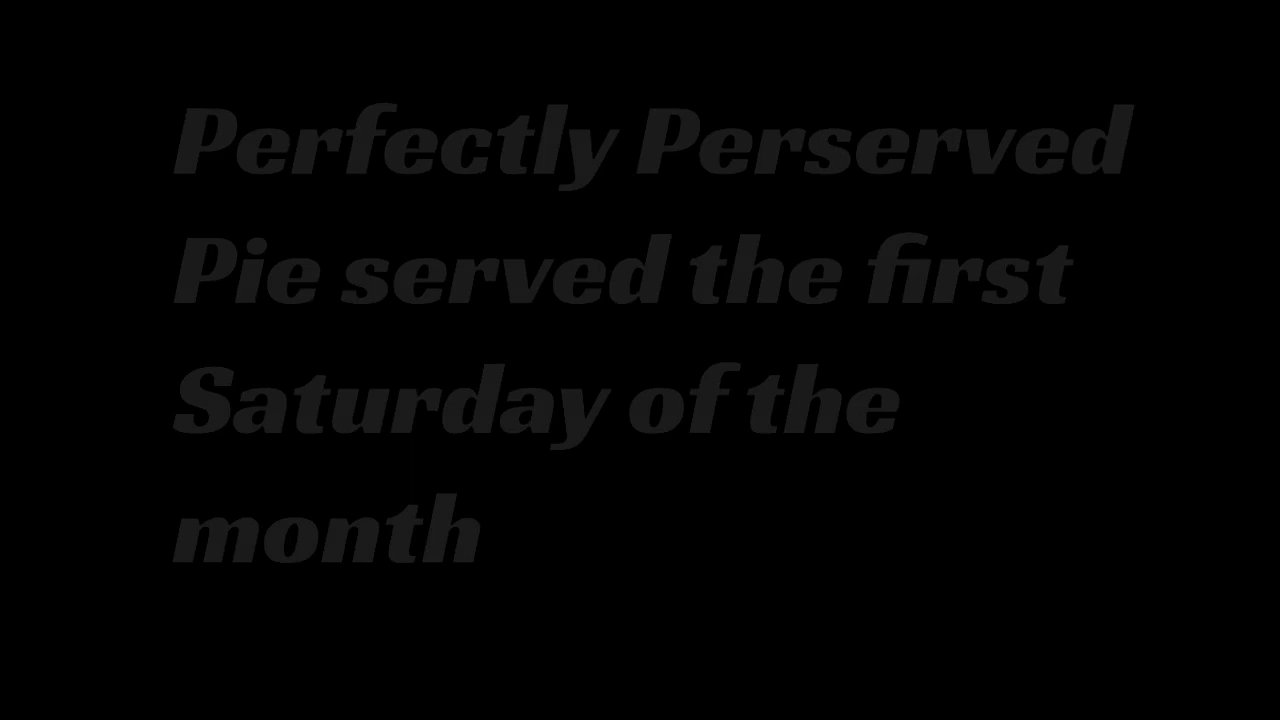 Perfectly Perserved
Pie served the first
Saturday of the
month